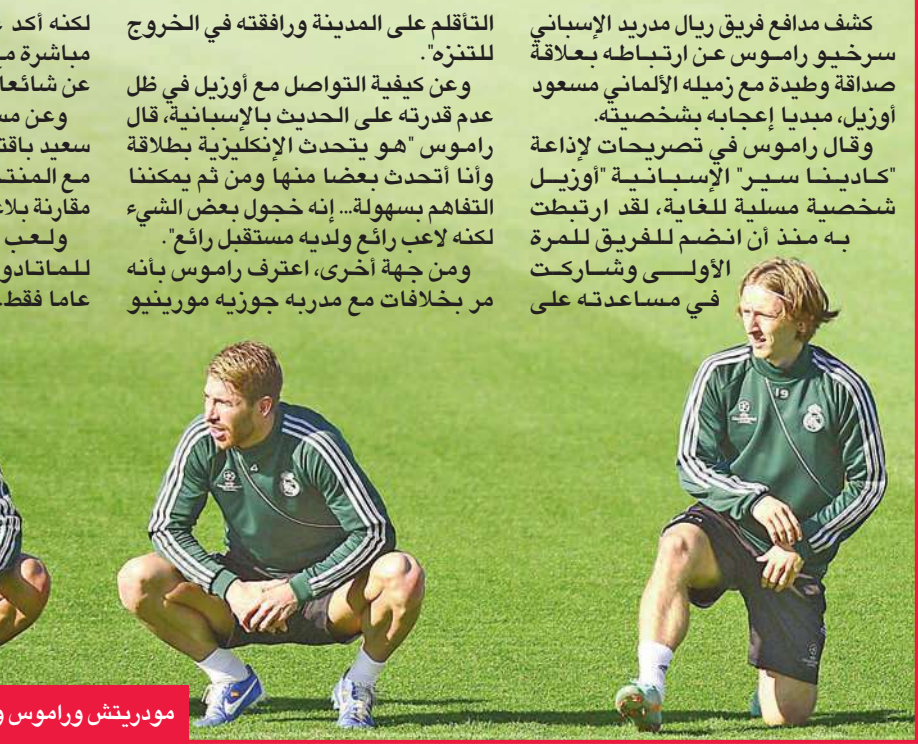 كشف مدافع فريق ريال مدريد الإسباني
سرخيو راموس عن ارتباطه بعلاقة
صداقة وطيدة مع زميله الألماني مسعود
أوزيل، مبديا إعجابه بشخصيته.
وقال راموس في تصريحات لإذاعة
"كادينا سير" الإسبانية "أوزيل
شخصية مسلية للغاية، لقد ارتبطت
به منذ أن انضم للفريق للمرة
الأولى وشاركت
في مساعدته على
التأقلم على المدينة ورافقته في الخروج
للتنزه".
وعن كيفية التواصل مع أوزيل في ظل
عدم قدرته على الحديث بالإسبانية، قال
راموس "هو يتحدث الإنكليزية بطلاقة
وأنا أتحدث بعضا منها ومن ثم يمكننا
التفاهم بسهولة... إنه خجول بعض الشيء
لكنه لاعب رائع ولديه مستقبل رائع".
ومن جهة أخرى، اعترف راموس بأنه
مر بخلافات مع مدربه جوزيه مورينيو
لكنه أكد
مباشرة
عن
وعن
سعيد
مع
مقارنة
ولعب
عاما فقط.
19
4
مودريتش وراموس